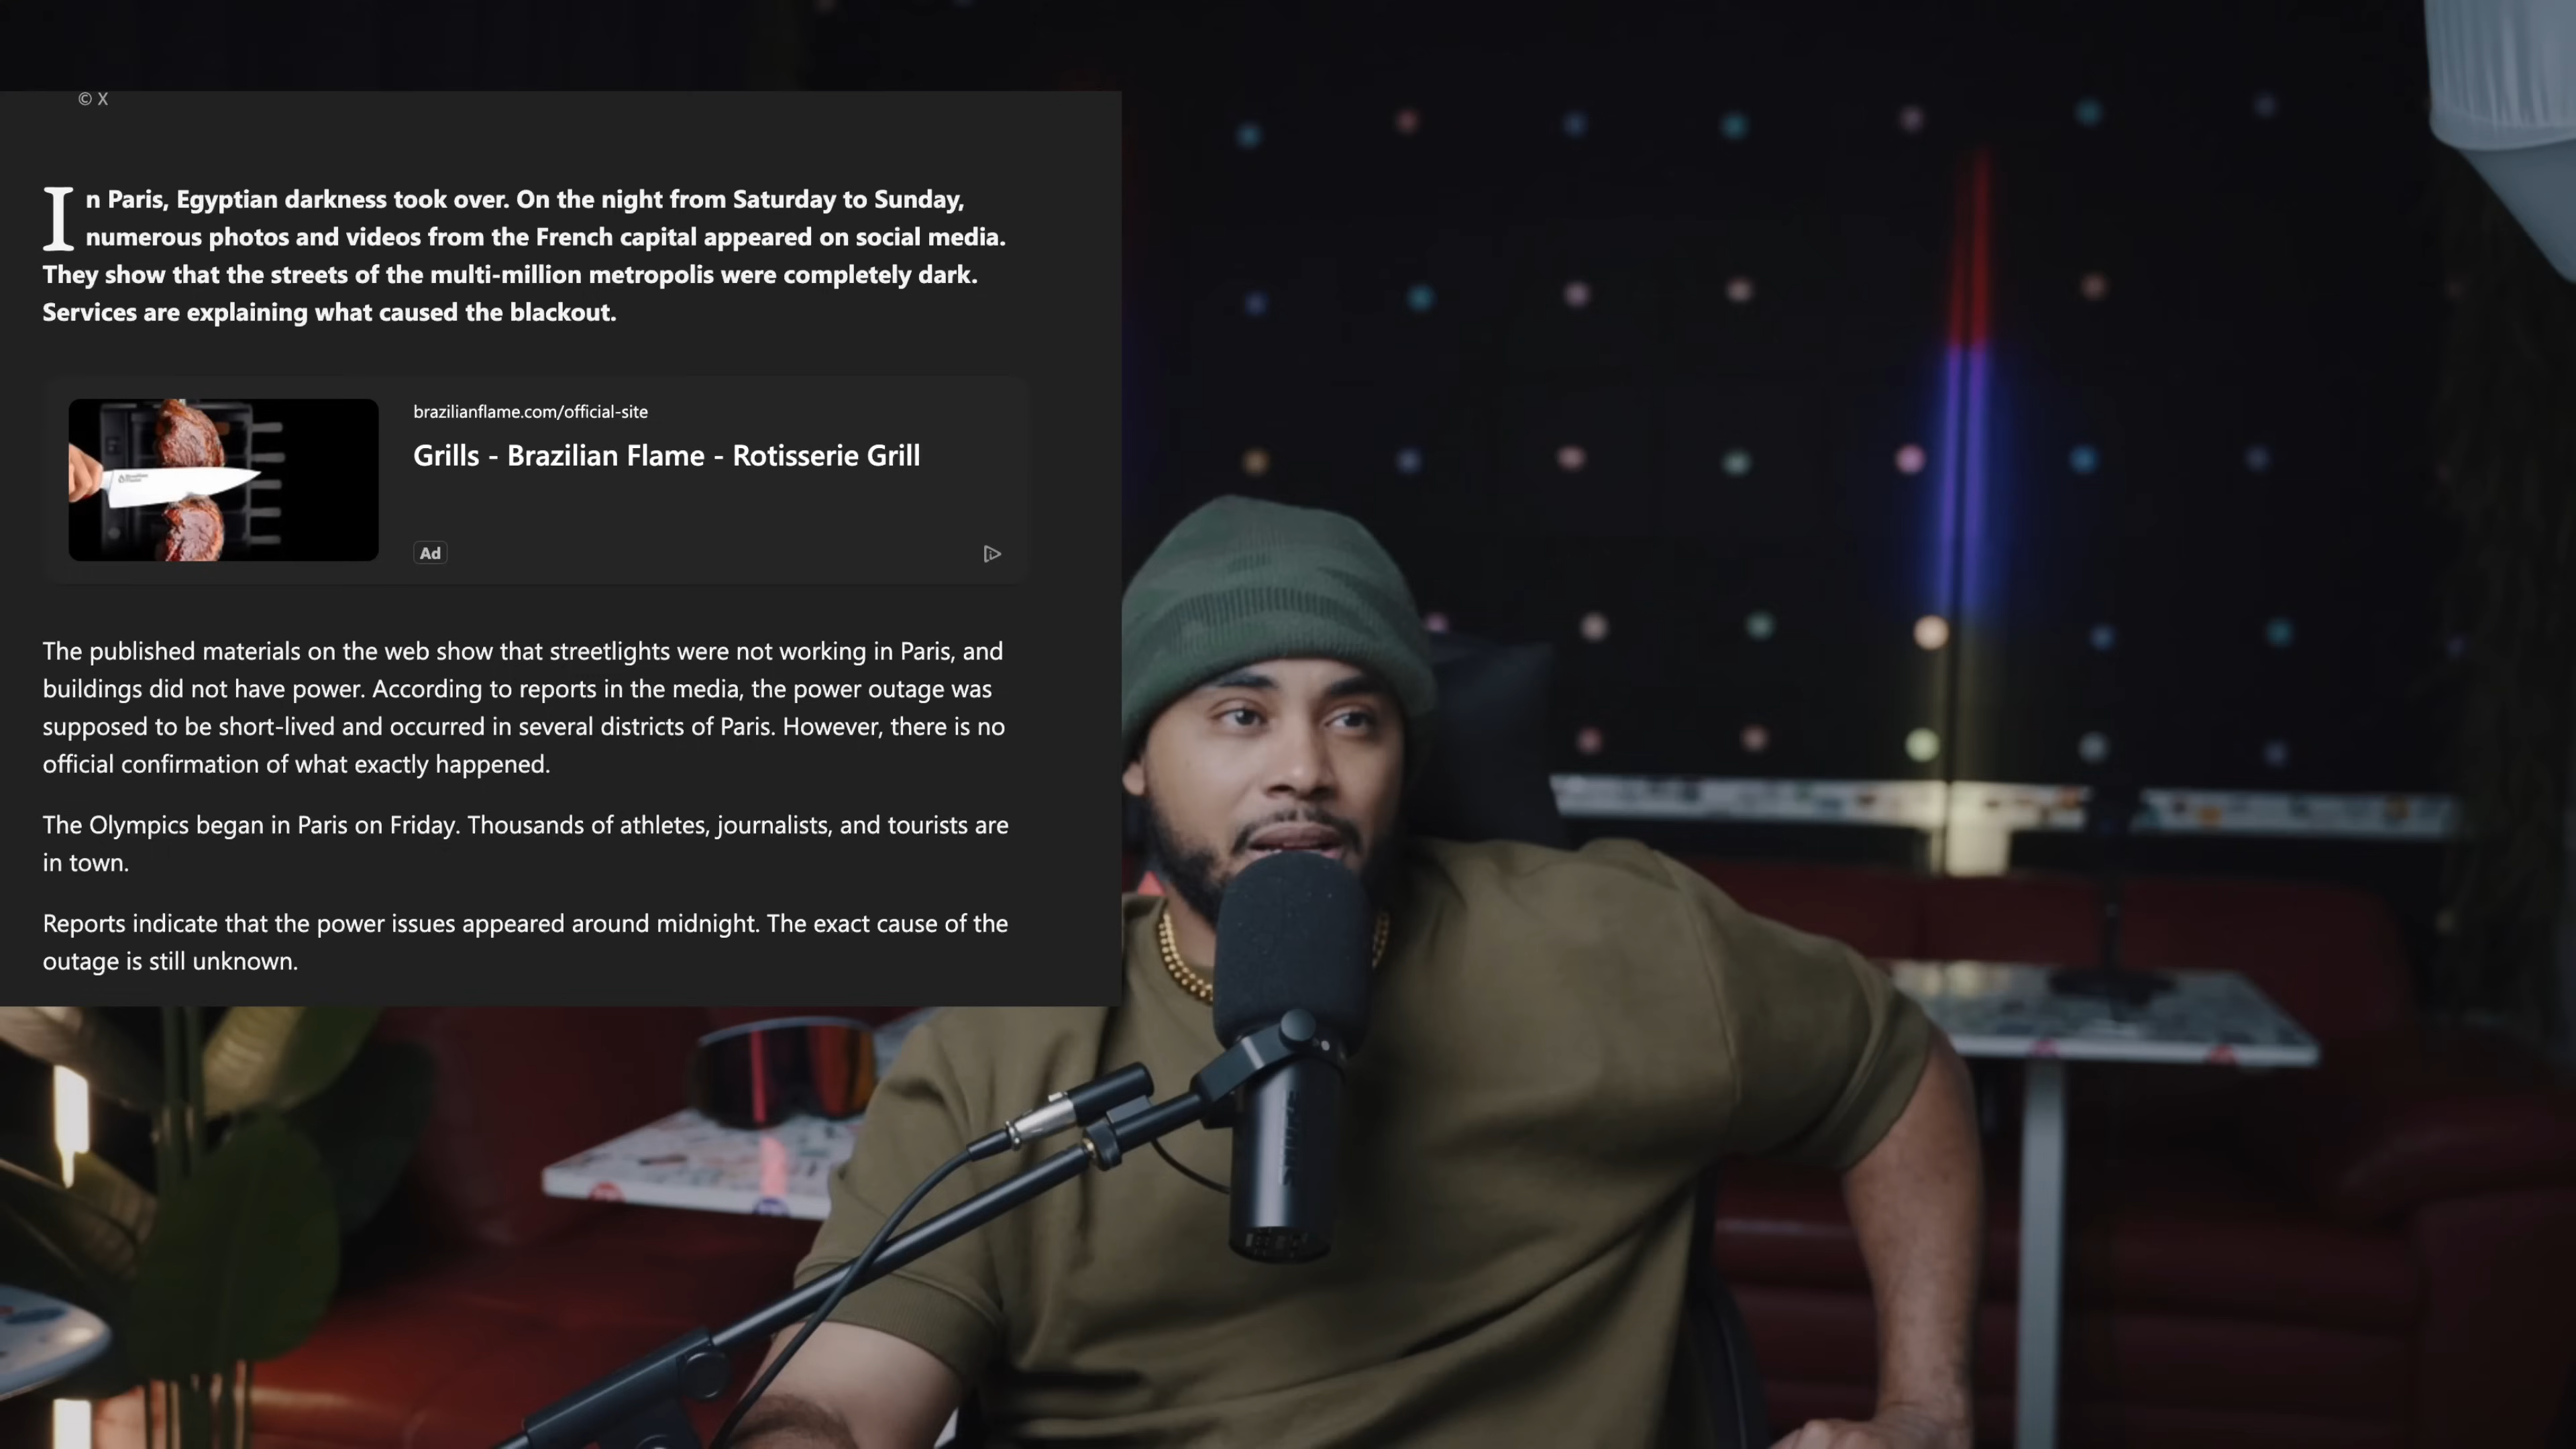 © X
In Paris, Egyptian darkness took over. On the night from Saturday to Sunday,
numerous photos and videos from the French capital appeared on social media.
They show that the streets of the multi-million metropolis were completely dark.
Services are explaining what caused the blackout.
brazilianflame.com/official-site
Grills - Brazilian Flame - Rotisserie Grill
Ad
The published materials on the web show that streetlights were not working in Paris, and
buildings did not have power. According to reports in the media, the power outage was
supposed to be short-lived and occurred in several districts of Paris. However, there is no
official confirmation of what exactly happened.
The Olympics began in Paris on Friday. Thousands of athletes, journalists, and tourists are
in town.
Reports indicate that the power issues appeared around midnight. The exact cause of the
outage is still unknown.